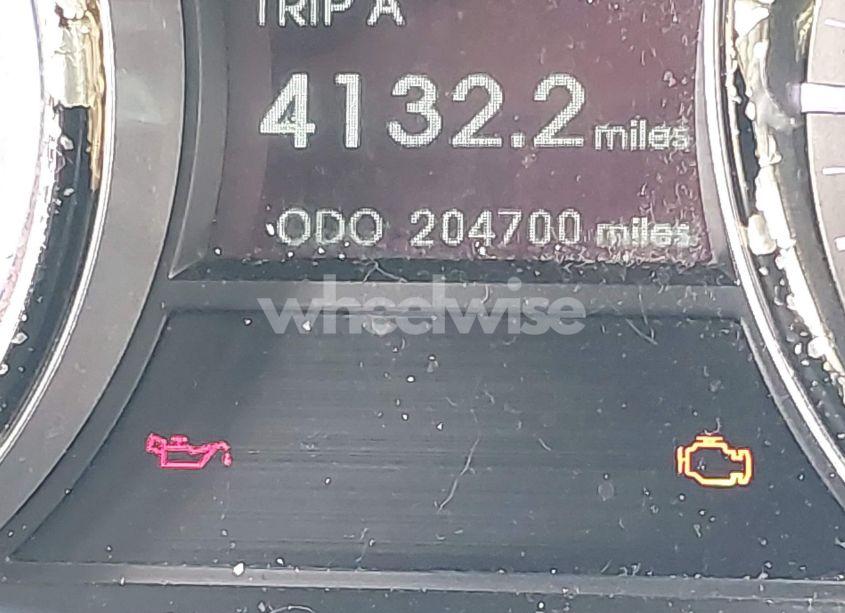 TRIP A
4132.2 miles
ODO 204700 miles
wheelwise